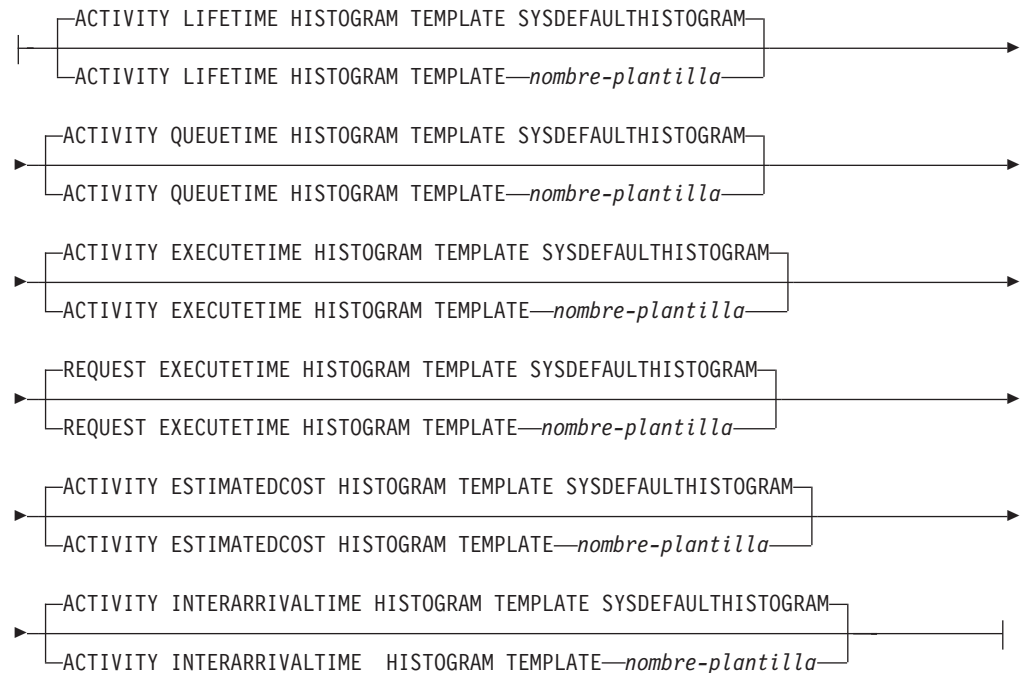 ACTIVITY LIFETIME HISTOGRAM TEMPLATE SYSDEFAULTHISTOGRAM
ACTIVITY LIFETIME HISTOGRAM TEMPLATE nombre-plantilla
ACTIVITY QUEUETIME HISTOGRAM TEMPLATE SYSDEFAULTHISTOGRAM
ACTIVITY QUEUETIME HISTOGRAM TEMPLATE nombre-plantilla
ACTIVITY EXECUTETIME HISTOGRAM TEMPLATE SYSDEFAULTHISTOGRAM
ACTIVITY EXECUTETIME HISTOGRAM TEMPLATE nombre-plantilla
REQUEST EXECUTETIME HISTOGRAM TEMPLATE SYSDEFAULTHISTOGRAM
REQUEST EXECUTETIME HISTOGRAM TEMPLATE nombre-plantilla
ACTIVITY ESTIMATEDCOST HISTOGRAM TEMPLATE SYSDEFAULTHISTOGRAM
ACTIVITY ESTIMATEDCOST HISTOGRAM TEMPLATE nombre-plantilla
ACTIVITY INTERARRIVALTIME HISTOGRAM TEMPLATE SYSDEFAULTHISTOGRAM
ACTIVITY INTERARRIVALTIME HISTOGRAM TEMPLATE nombre-plantilla